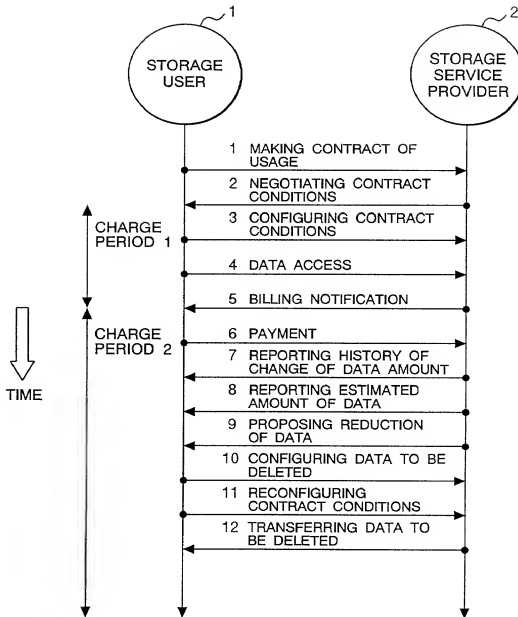 1
2
STORAGE
USER
STORAGE
SERVICE
PROVIDER
1 MAKING CONTRACT OF
USAGE
2 NEGOTIATING CONTRACT
CONDITIONS
CHARGE
PERIOD 1
3 CONFIGURING CONTRACT
CONDITIONS
4 DATA ACCESS
5 BILLING NOTIFICATION
CHARGE
PERIOD 2
6 PAYMENT
7 REPORTING HISTORY OF
CHANGE OF DATA AMOUNT
TIME
8 REPORTING ESTIMATED
AMOUNT OF DATA
9 PROPOSING REDUCTION
OF DATA
10 CONFIGURING DATA TO BE
DELETED
11 RECONFIGURING
CONTRACT CONDITIONS
12 TRANSFERRING DATA TO
BE DELETED